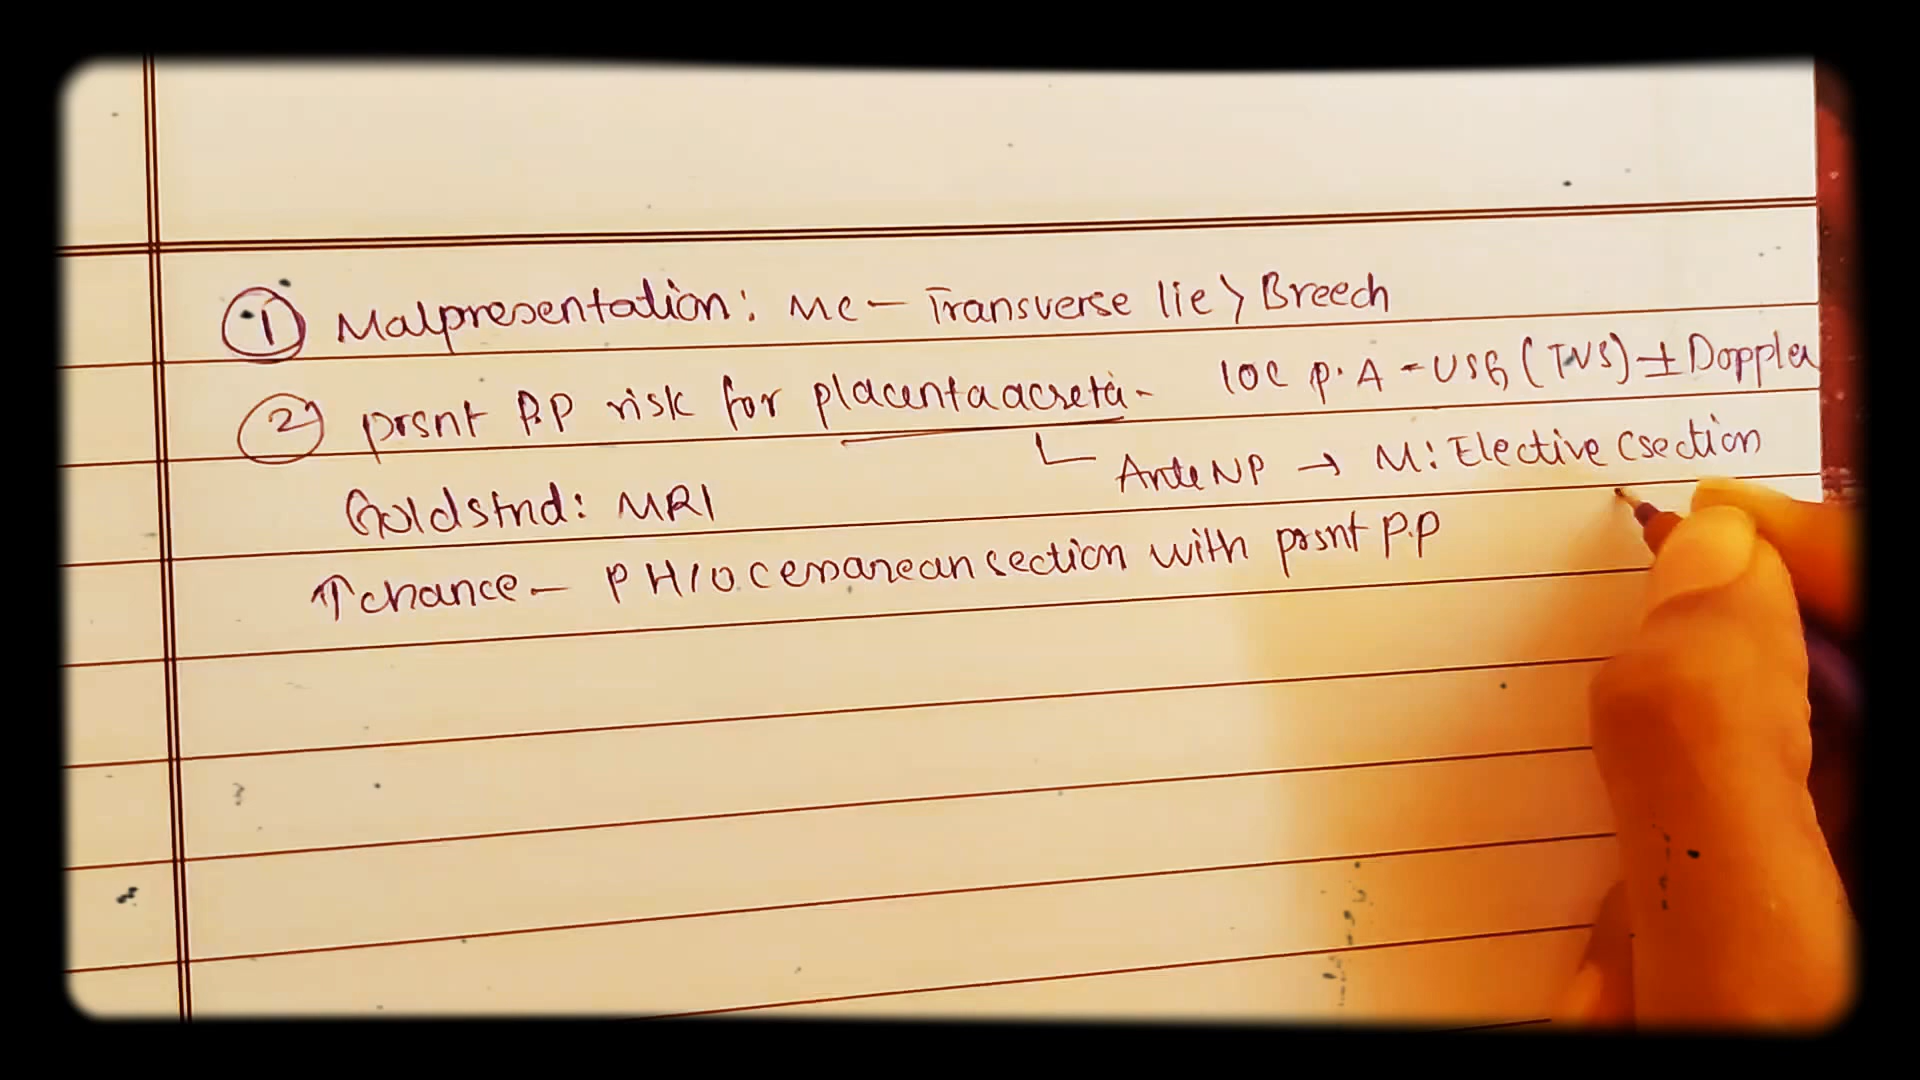 ① Malpresentation: Mc – Transverse lie > Breech
② prsnt P.P risk for placenta acreta - IOC P.A - USG (TVS) ± Doppler
Ante NP → M: Elective Csection
Goldstnd: MRI
↑chance – P H/O cesarean section with prsnt P.P